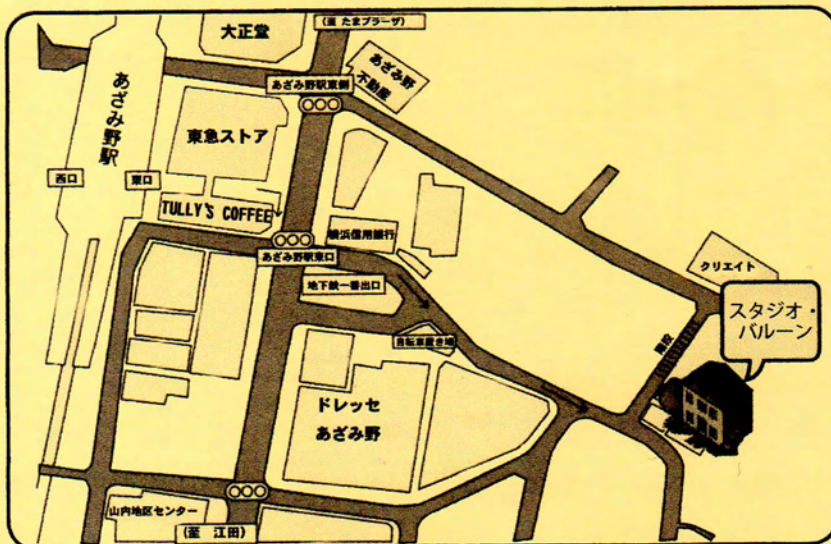 (至 たまプラーザ)
大正堂
あざみ野
不動産
あざみ野駅東側
あざみ野駅
東急ストア
西口
東口
TULLY'S COFFEE
横浜信用銀行
あざみ野駅東口
地下鉄一番出口
クリエイト
スタジオ・
バルーン
階段
自転車置き場
ドレッセ
あざみ野
山内地区センター
(至 江田)